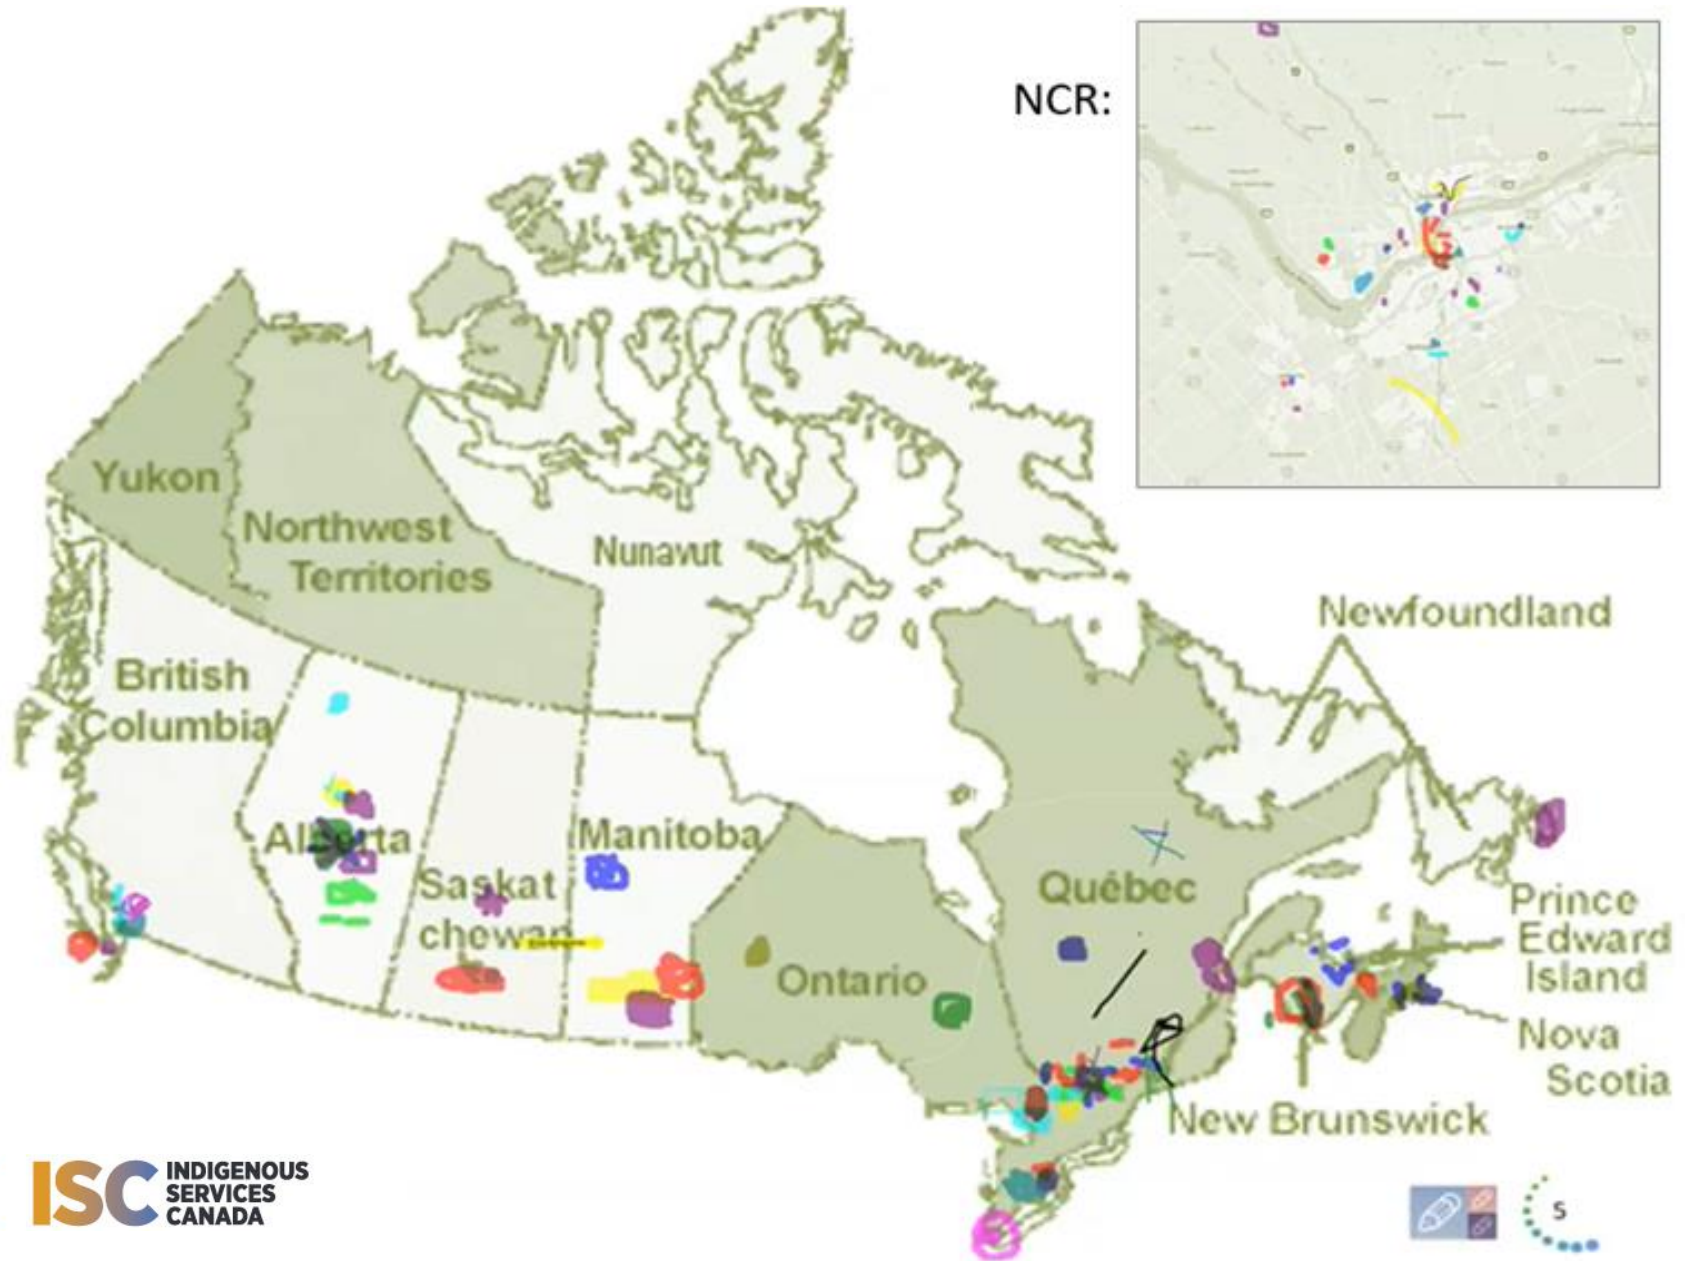 NCR:
Yukon
Northwest
Territories
Nunavut
Newfoundland
British
Columbia
Alberta
Manitoba
Saskat
chewan
Québec
Ontario
Prince
Edward
Island
Nova
Scotia
New Brunswick
ISC INDIGENOUS
SERVICES
CANADA
5